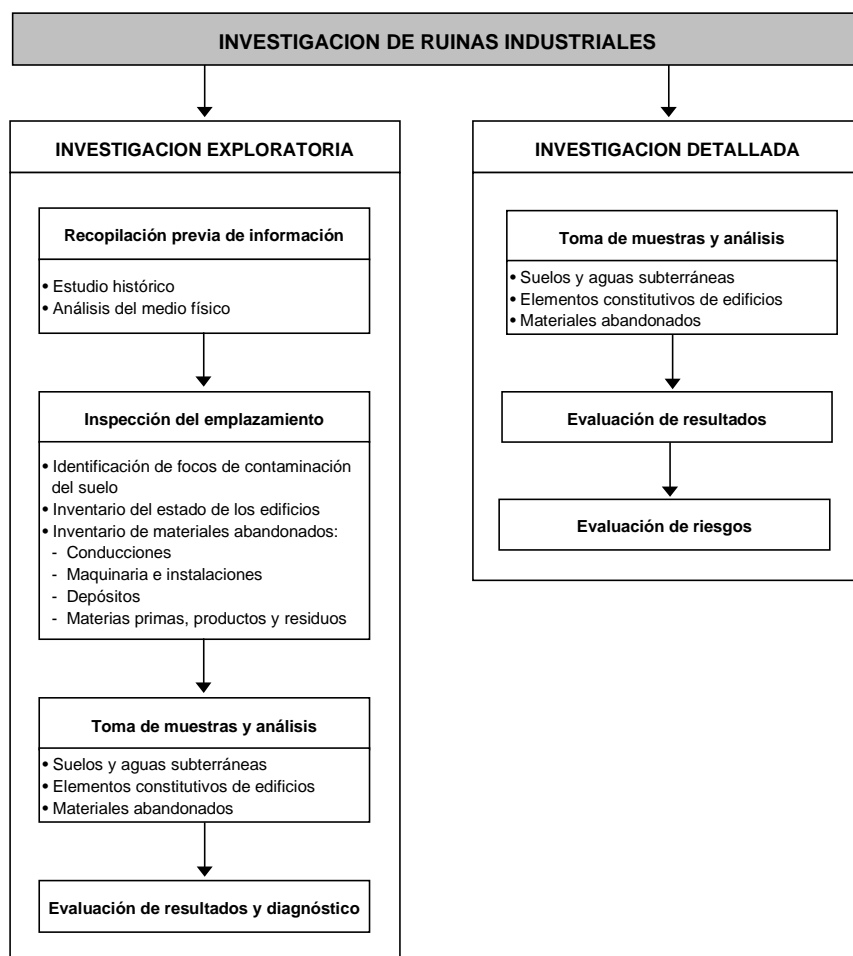 INVESTIGACION DE RUINAS INDUSTRIALES
INVESTIGACION EXPLORATORIA
Recopilación previa de información
• Estudio histórico
• Análisis del medio físico
Inspección del emplazamiento
• Identificación de focos de contaminación
del suelo
• Inventario del estado de los edificios
• Inventario de materiales abandonados:
- Conducciones
- Maquinaria e instalaciones
- Depósitos
- Materias primas, productos y residuos
Toma de muestras y análisis
• Suelos y aguas subterráneas
• Elementos constitutivos de edificios
• Materiales abandonados
Evaluación de resultados y diagnóstico
INVESTIGACION DETALLADA
Toma de muestras y análisis
• Suelos y aguas subterráneas
• Elementos constitutivos de edificios
• Materiales abandonados
Evaluación de resultados
Evaluación de riesgos